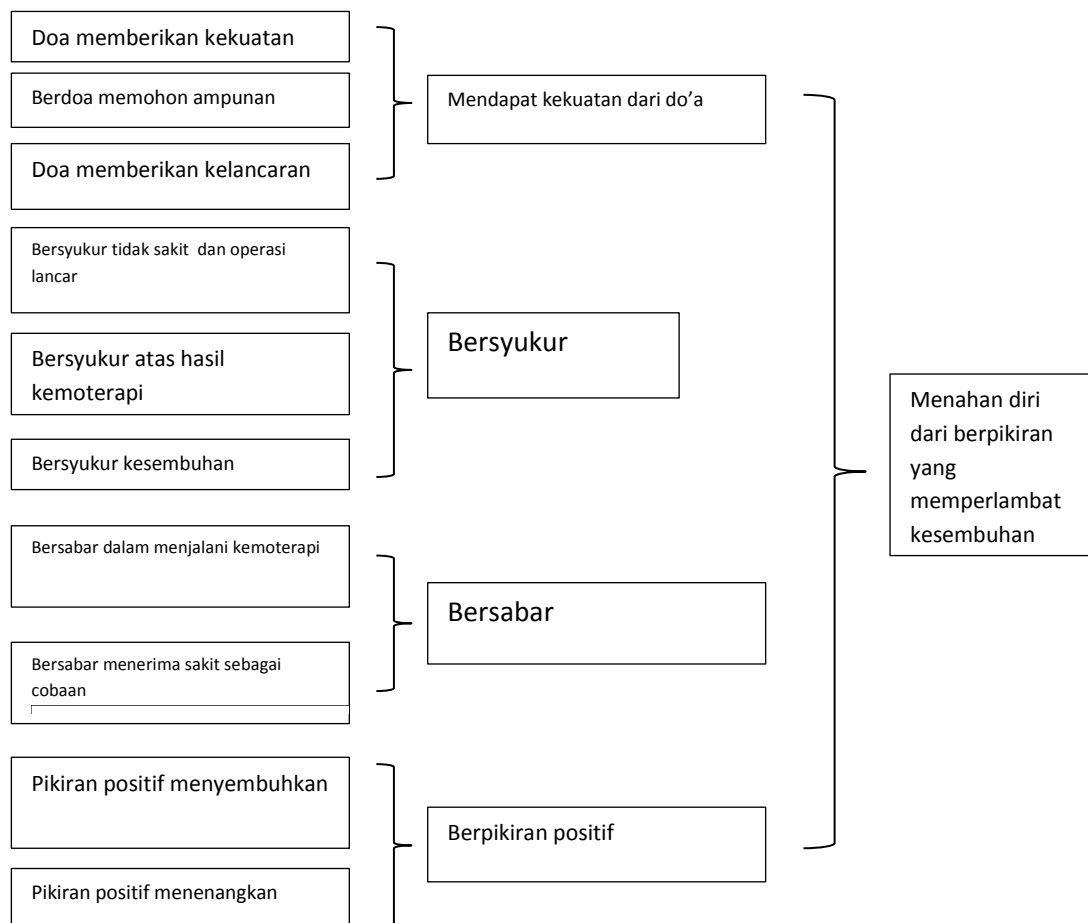 Doa memberikan kekuatan
Berdoa memohon ampunan
Doa memberikan kelancaran
Mendapat kekuatan dari do’a
Bersyukur tidak sakit  dan operasi
lancar
Bersyukur atas hasil
kemoterapi
Bersyukur kesembuhan
Bersyukur
Bersabar dalam menjalani kemoterapi
Bersabar menerima sakit sebagai
cobaan
Bersabar
Pikiran positif menyembuhkan
Pikiran positif menenangkan
Berpikiran positif
Menahan diri
dari berpikiran
yang
memperlambat
kesembuhan